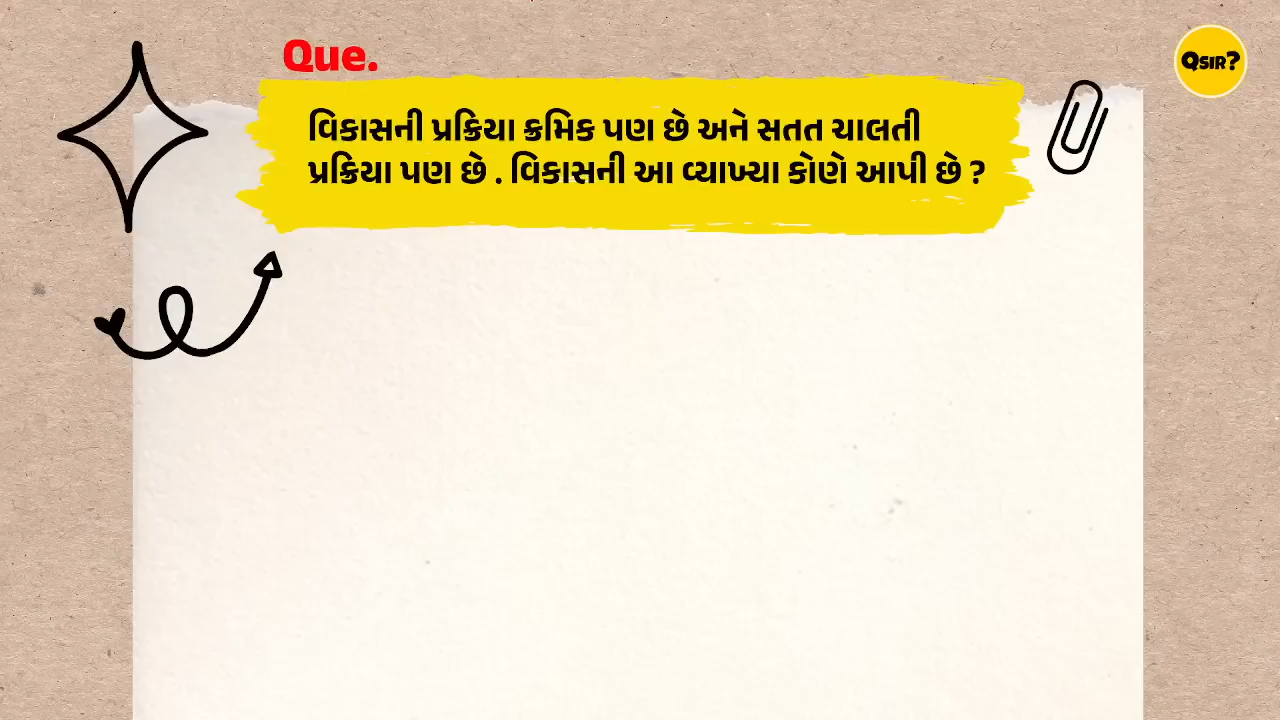 Que.
QSIR?
વિકાસની પ્રક્રિયા ક્રમિક પણ છે અને સતત ચાલતી
પ્રક્રિયા પણ છે . વિકાસની આ વ્યાખ્યા કોણે આપી છે ?